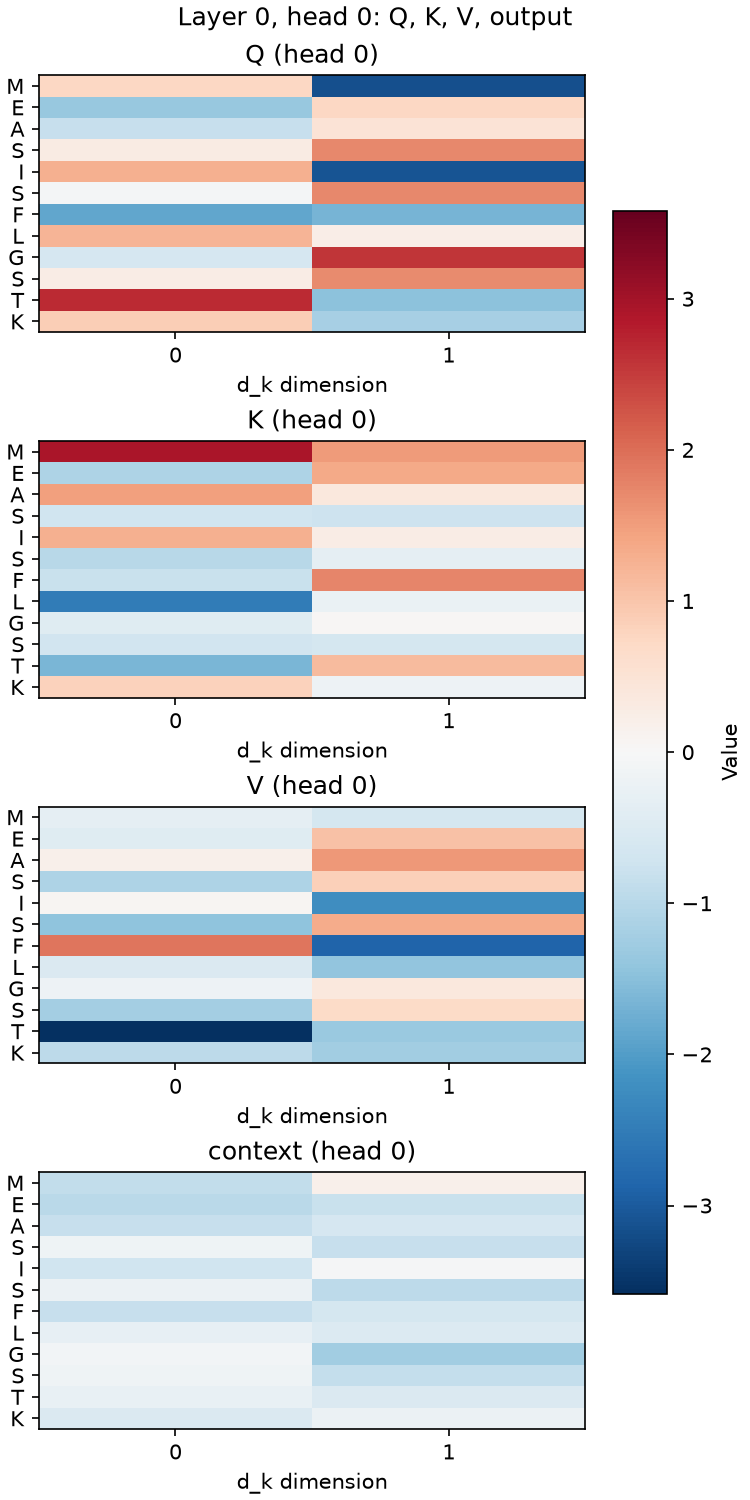 Layer 0, head 0: Q, K, V, output
Q (head 0)
M
E
A
S
I
S
F
L
G
S
T
K
0 1
d_k dimension
K (head 0)
M
E
A
S
I
S
F
L
G
S
T
K
0 1
d_k dimension
V (head 0)
M
E
A
S
I
S
F
L
G
S
T
K
0 1
d_k dimension
context (head 0)
M
E
A
S
I
S
F
L
G
S
T
K
0 1
d_k dimension
3
2
1
0
−1
−2
−3
Value